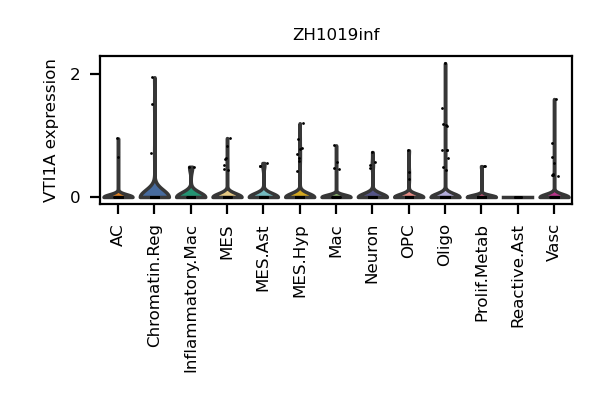 ZH1019inf
VTI1A expression
2
0
AC
Chromatin.Reg
Inflammatory.Mac
MES
MES.Ast
MES.Hyp
Mac
Neuron
OPC
Oligo
Prolif.Metab
Reactive.Ast
Vasc